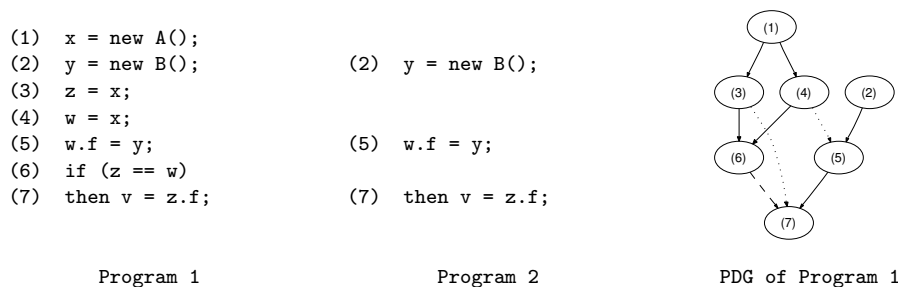 (1) x = new A();
(2) y = new B();
(3) z = x;
(4) w = x;
(5) w.f = y;
(6) if (z == w)
(7) then v = z.f;
Program 1
(2) y = new B();
(5) w.f = y;
(7) then v = z.f;
Program 2
(1)
(3) (4) (2)
(6) (5)
(7)
PDG of Program 1